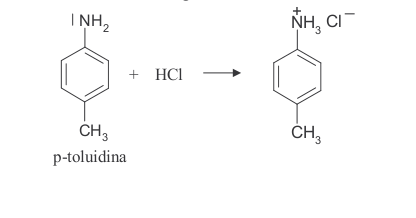 | NH2 + HCl → + NH3 Cl −
CH3 CH3
p-toluidina